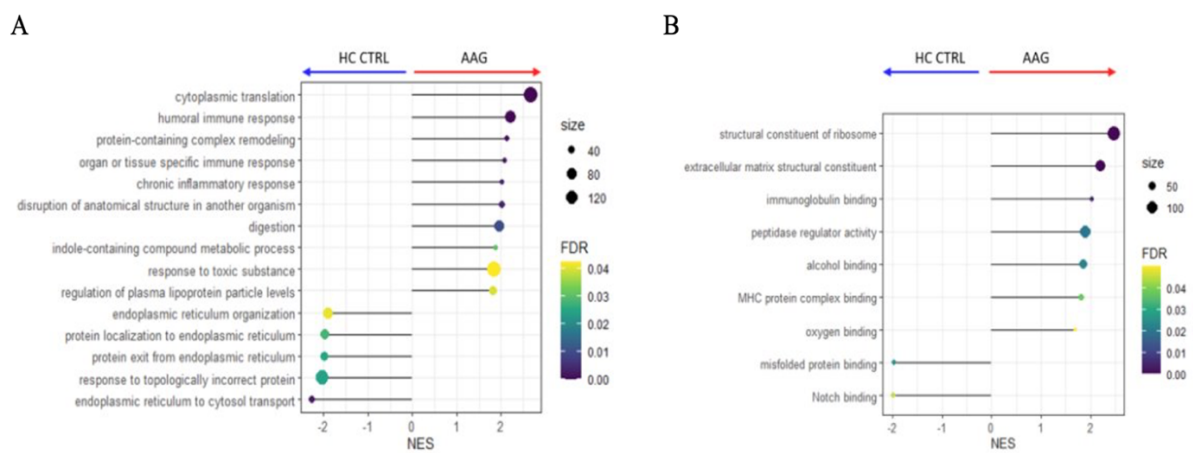 A
HC CTRL AAG
cytoplasmic translation
humoral immune response
protein-containing complex remodeling
organ or tissue specific immune response
chronic inflammatory response
disruption of anatomical structure in another organism
digestion
indole-containing compound metabolic process
response to toxic substance
regulation of plasma lipoprotein particle levels
endoplasmic reticulum organization
protein localization to endoplasmic reticulum
protein exit from endoplasmic reticulum
response to topologically incorrect protein
endoplasmic reticulum to cytosol transport
-2 -1 0 1 2
NES
size
40
80
120
FDR
0.04
0.03
0.02
0.01
0.00
B
HC CTRL AAG
structural constituent of ribosome
extracellular matrix structural constituent
immunoglobulin binding
peptidase regulator activity
alcohol binding
MHC protein complex binding
oxygen binding
misfolded protein binding
Notch binding
-2 -1 0 1 2
NES
size
50
100
FDR
0.04
0.03
0.02
0.01
0.00